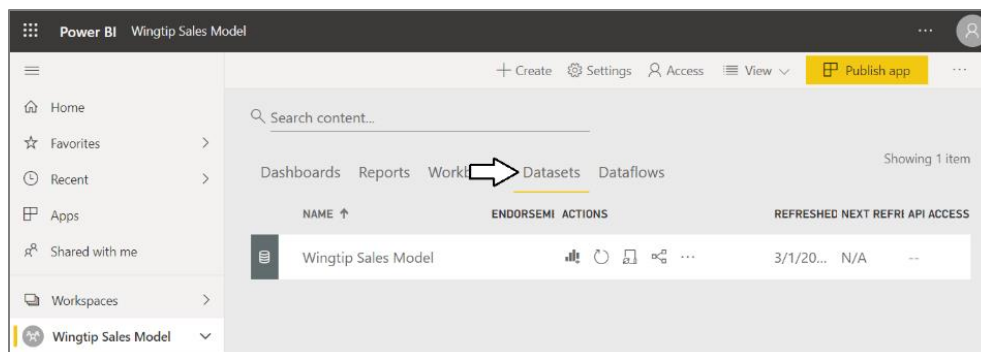 Power BI Wingtip Sales Model ...
+ Create Settings Access View Publish app ...
Home
Favorites
Recent
Apps
Shared with me
Workspaces
Wingtip Sales Model
Search content...
Showing 1 item
Dashboards Reports Workb Datasets Dataflows
NAME ↑ ENDORSEMI ACTIONS REFRESHED NEXT REFRI API ACCESS
Wingtip Sales Model ... 3/1/20... N/A --